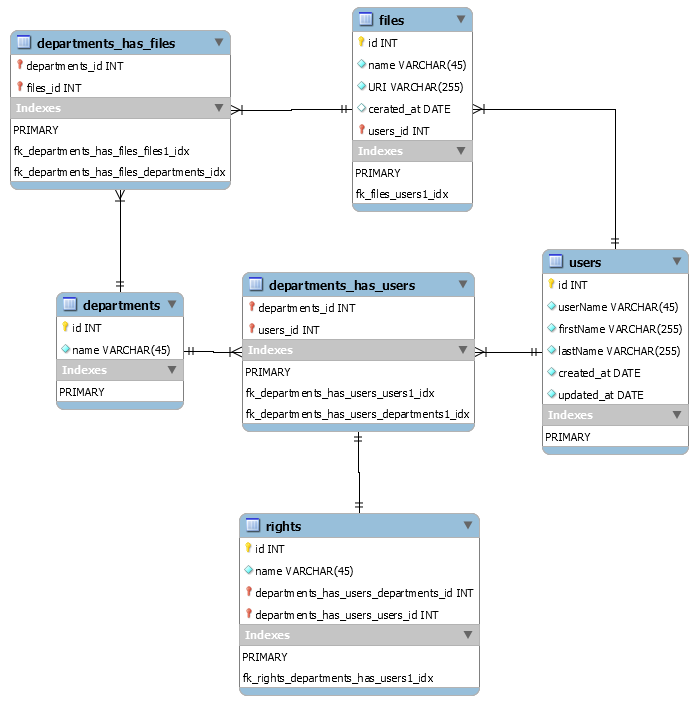 departments_has_files
departments_id INT
files_id INT
Indexes
PRIMARY
fk_departments_has_files_files1_idx
fk_departments_has_files_departments_idx
files
id INT
name VARCHAR(45)
URI VARCHAR(255)
cerated_at DATE
users_id INT
Indexes
PRIMARY
fk_files_users1_idx
departments
id INT
name VARCHAR(45)
Indexes
PRIMARY
departments_has_users
departments_id INT
users_id INT
Indexes
PRIMARY
fk_departments_has_users_users1_idx
fk_departments_has_users_departments1_idx
users
id INT
userName VARCHAR(45)
firstName VARCHAR(255)
lastName VARCHAR(255)
created_at DATE
updated_at DATE
Indexes
PRIMARY
rights
id INT
name VARCHAR(45)
departments_has_users_departments_id INT
departments_has_users_users_id INT
Indexes
PRIMARY
fk_rights_departments_has_users1_idx